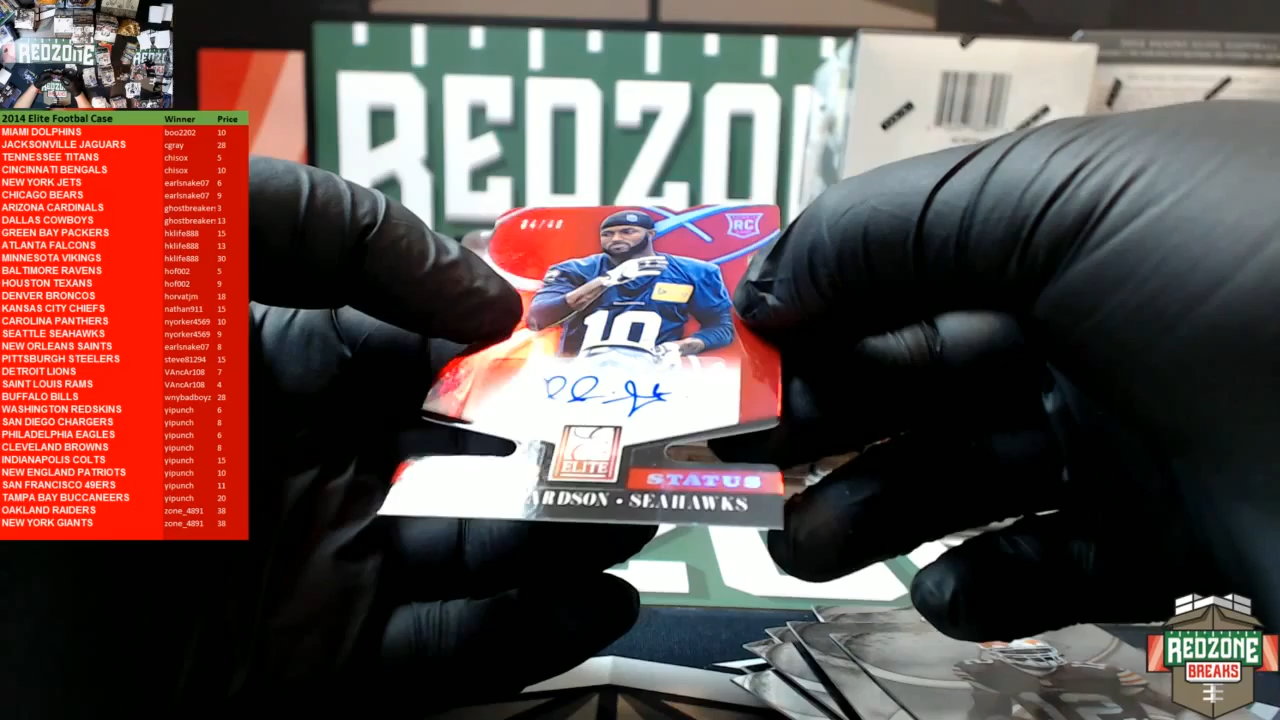 REDZONE
2014 Elite Footbal Case Winner Price
MIAMI DOLPHINS boo2202 10
JACKSONVILLE JAGUARS cgray 28
TENNESSEE TITANS chisox 5
CINCINNATI BENGALS chisox 10
NEW YORK JETS earlsnake07 6
CHICAGO BEARS earlsnake07 9
ARIZONA CARDINALS ghostbreaker 3
DALLAS COWBOYS ghostbreaker 13
GREEN BAY PACKERS hklife888 15
ATLANTA FALCONS hklife888 13
MINNESOTA VIKINGS hklife888 30
BALTIMORE RAVENS hof002 5
HOUSTON TEXANS hof002 9
DENVER BRONCOS horvatjm 18
KANSAS CITY CHIEFS nathan911 15
CAROLINA PANTHERS nyorker4569 10
SEATTLE SEAHAWKS nyorker4569 9
NEW ORLEANS SAINTS earlsnake07 8
PITTSBURGH STEELERS steve81294 15
DETROIT LIONS VAncAr108 7
SAINT LOUIS RAMS VAncAr108 4
BUFFALO BILLS wnybadboyz 28
WASHINGTON REDSKINS yipunch 6
SAN DIEGO CHARGERS yipunch 8
PHILADELPHIA EAGLES yipunch 6
CLEVELAND BROWNS yipunch 8
INDIANAPOLIS COLTS yipunch 15
NEW ENGLAND PATRIOTS yipunch 10
SAN FRANCISCO 49ERS yipunch 11
TAMPA BAY BUCCANEERS yipunch 20
OAKLAND RAIDERS zone_4891 38
NEW YORK GIANTS zone_4891 38
REDZO
RC
10
ELITE
STATUS
ARDSON • SEAHAWKS
REDZONE
BREAKS